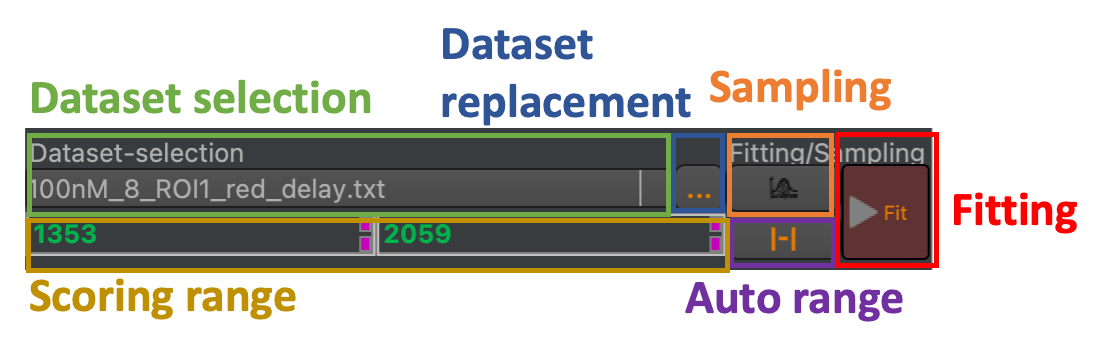 Dataset
replacement
Dataset selection
Sampling
Dataset-selection
Fitting/Sampling
100nM_8_ROI1_red_delay.txt
...
Fit
Fitting
1353
2059
|-|
Scoring range
Auto range